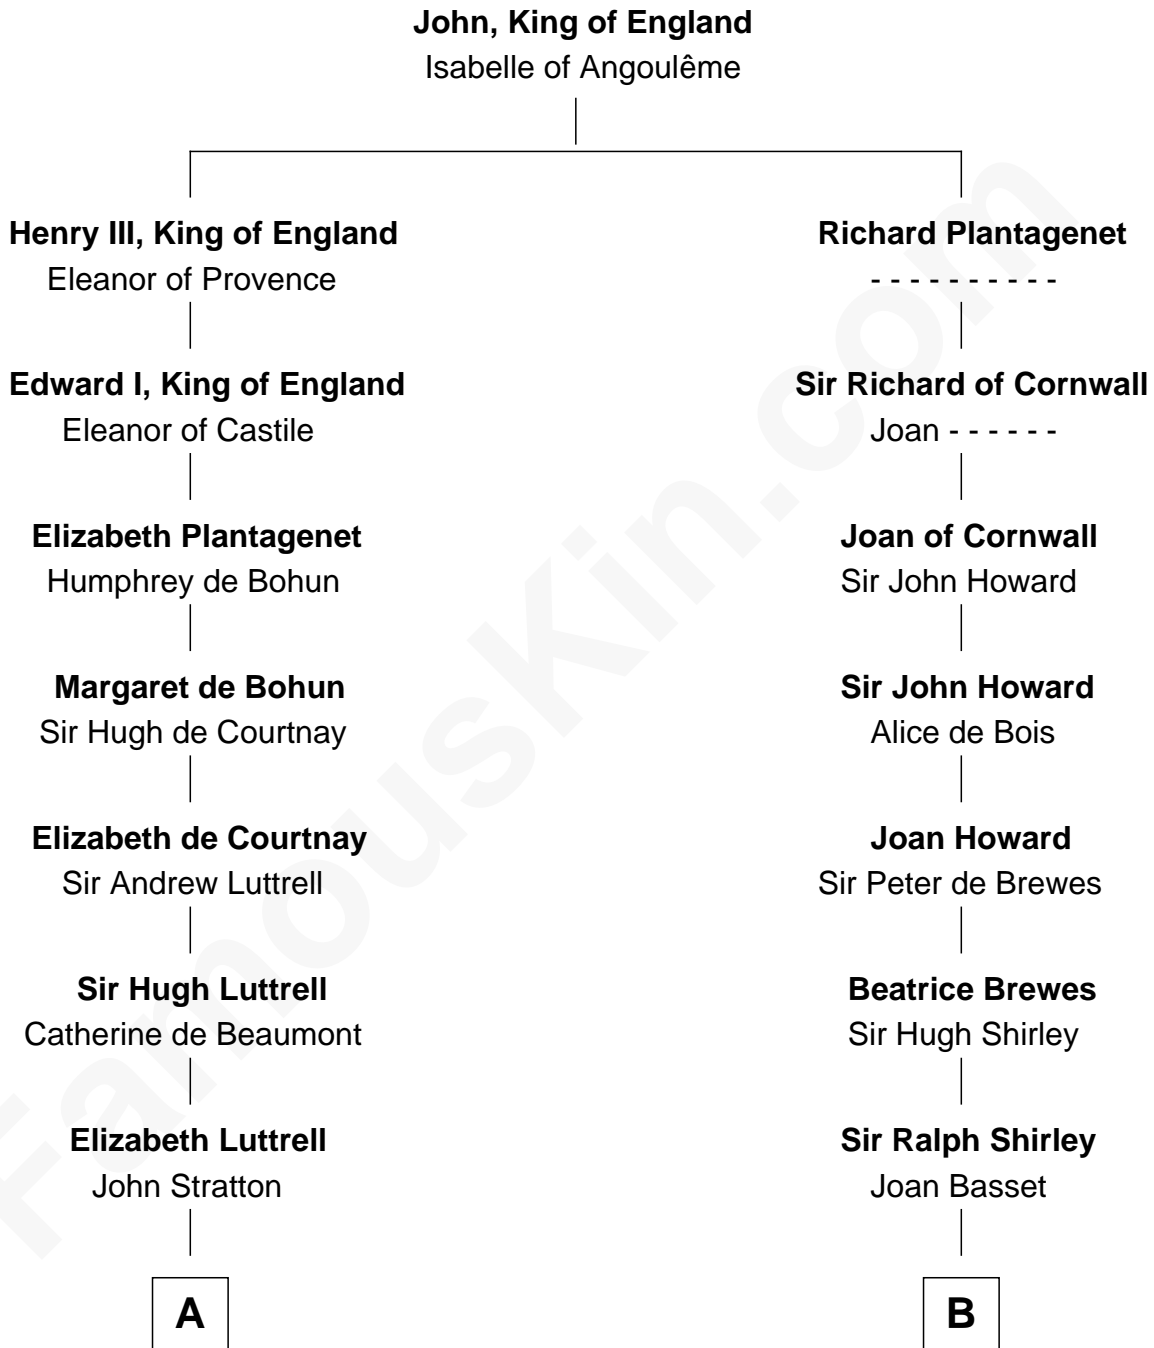 John, King of England
Isabelle of Angoulême
Henry III, King of England
Eleanor of Provence
Richard Plantagenet
- - - - - - - - - -
Edward I, King of England
Eleanor of Castile
Sir Richard of Cornwall
Joan - - - - - -
Elizabeth Plantagenet
Humphrey de Bohun
Joan of Cornwall
Sir John Howard
Margaret de Bohun
Sir Hugh de Courtnay
Sir John Howard
Alice de Bois
Elizabeth de Courtnay
Sir Andrew Luttrell
Joan Howard
Sir Peter de Brewes
Sir Hugh Luttrell
Catherine de Beaumont
Beatrice Brewes
Sir Hugh Shirley
Elizabeth Luttrell
John Stratton
Sir Ralph Shirley
Joan Basset
A
B
FamousKin.com